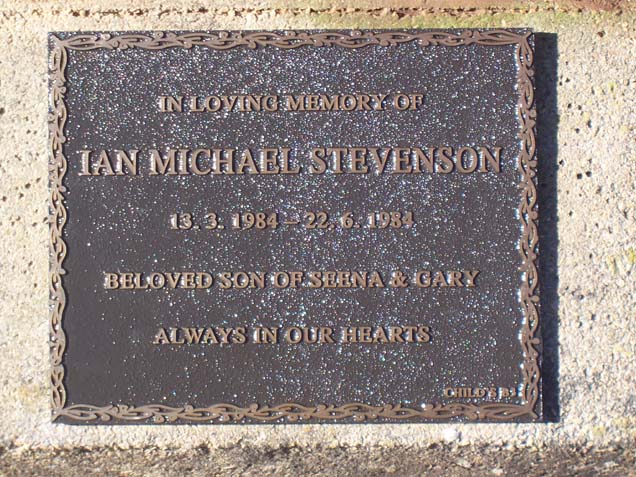 IN LOVING MEMORY OF
IAN MICHAEL STEVENSON
13. 3. 1984 – 22. 6. 1984
BELOVED SON OF SEENA & GARY
ALWAYS IN OUR HEARTS
CHILD'S